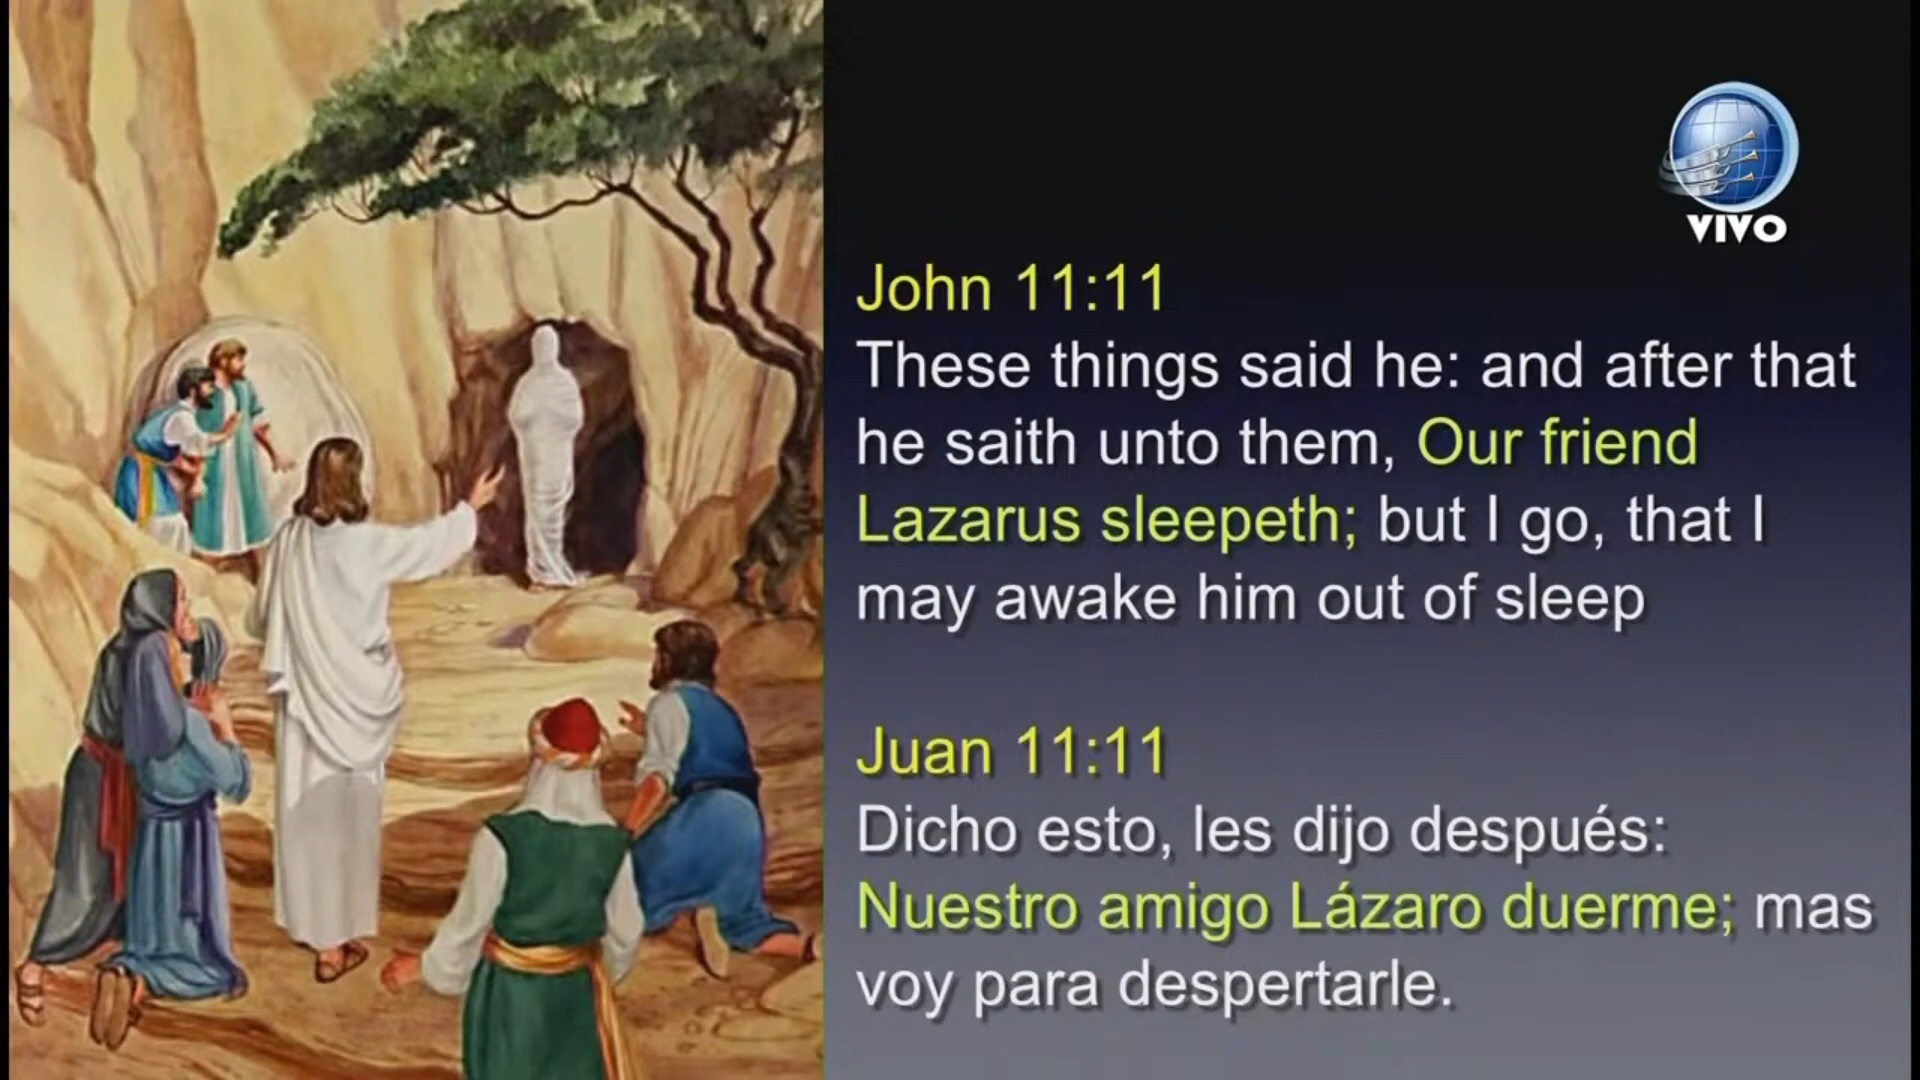 VIVO
John 11:11
These things said he: and after that
he saith unto them, Our friend
Lazarus sleepeth; but I go, that I
may awake him out of sleep
Juan 11:11
Dicho esto, les dijo después:
Nuestro amigo Lázaro duerme; mas
voy para despertarle.